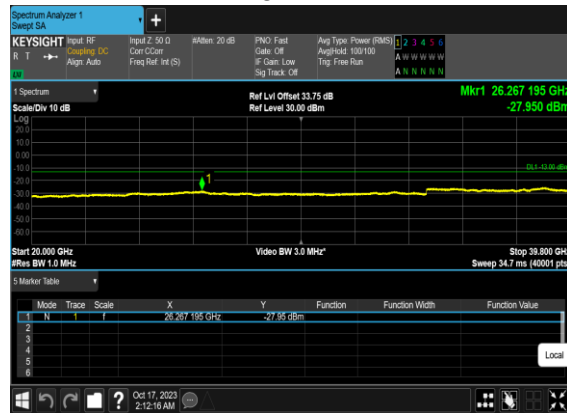 Spectrum Analyzer 1
Swept SA
+
KEYSIGHT Input: RF Input Z: 50 Ω #Atten: 20 dB PNO: Fast Avg Type: Power (RMS) 1 2 3 4 5 6
R T Coupling: DC Corr CCorr Gate: Off Avg|Hold: 100/100 A W W W W W
Align: Auto Freq Ref: Int (S) IF Gain: Low Trig: Free Run
Sig Track: Off A N N N N N
LW
1 Spectrum Ref Lvl Offset 33.75 dB Mkr1 26.267 195 GHz
Scale/Div 10 dB Ref Level 30.00 dBm -27.950 dBm
Log
20.0
10.0
0.00
-10.0
DL1 -13.00 dBm
1
-20.0
-30.0
-40.0
-50.0
-60.0
Start 20.000 GHz Video BW 3.0 MHz* Stop 39.800 GH
#Res BW 1.0 MHz Sweep 34.7 ms (40001 pts
5 Marker Table
Mode Trace Scale X Y Function Function Width Function Value
1 N 1 f 26.267 195 GHz -27.95 dBm
2
3
4
5
6
Local
? Oct 17, 2023
2:12:16 AM